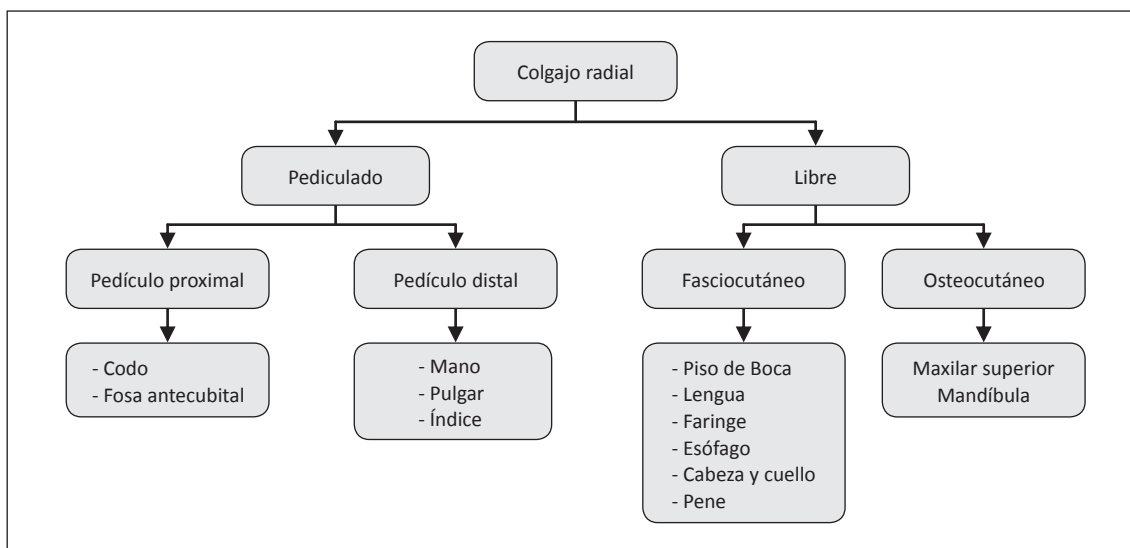 Colgajo radial
Pediculado
Libre
Pedículo proximal
Pedículo distal
Fasciocutáneo
Osteocutáneo
- Codo
- Fosa antecubital
- Mano
- Pulgar
- Índice
- Piso de Boca
- Lengua
- Faringe
- Esófago
- Cabeza y cuello
- Pene
Maxilar superior
Mandíbula